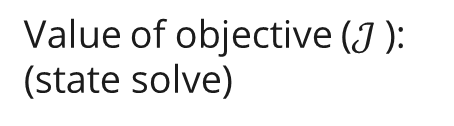 Value of objective (𝒥 ):
(state solve)